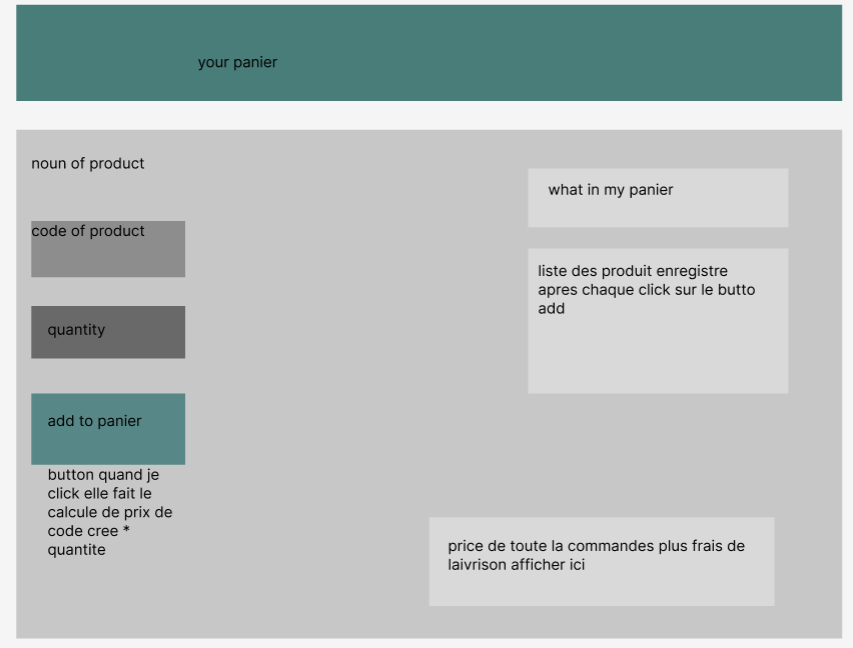 your panier
noun of product
code of product
quantity
add to panier
button quand je
click elle fait le
calcule de prix de
code cree *
quantite
what in my panier
liste des produit enregistre
apres chaque click sur le butto
add
price de toute la commandes plus frais de
laivrison afficher ici